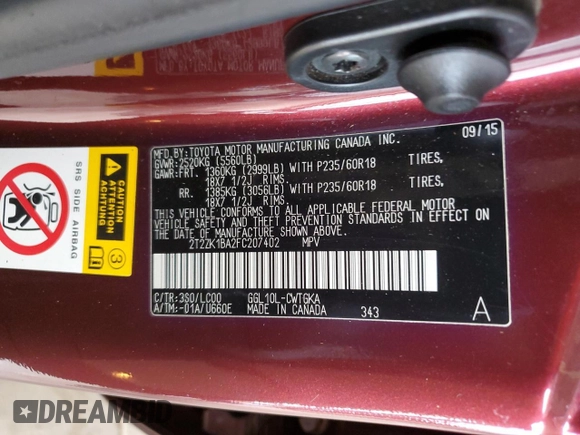 SRS SIDE AIRBAG
CAUTION
ATTENTION
ACHTUNG
3
MFD.BY:TOYOTA MOTOR MANUFACTURING CANADA INC. 09/15
GVWR:2520KG (5560LB)
GAWR:FRT. 1360KG (2999LB) WITH P235/60R18 TIRES,
18X7 1/2J RIMS.
RR. 1385KG (3056LB) WITH P235/60R18 TIRES,
18X7 1/2J RIMS.
THIS VEHICLE CONFORMS TO ALL APPLICABLE FEDERAL MOTOR
VEHICLE SAFETY AND THEFT PREVENTION STANDARDS IN EFFECT ON
THE DATE OF MANUFACTURE SHOWN ABOVE.
2T2ZK1BA2FC207402 MPV
C/TR:3S0/LC00 GGL10L-CWTGKA
A/TM:-01A/U660E MADE IN CANADA 343 A
DREAMBID